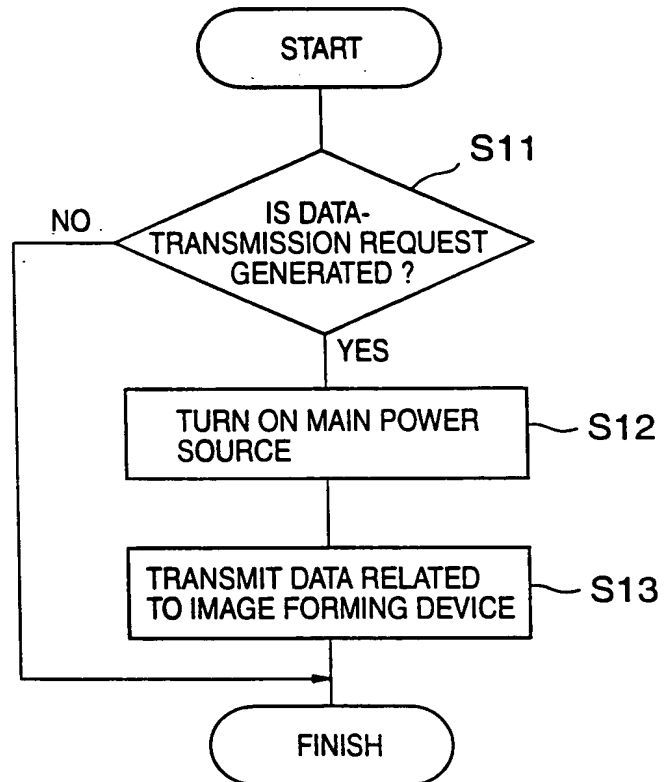 START
S11
NO
IS DATA-
TRANSMISSION REQUEST
GENERATED ?
YES
TURN ON MAIN POWER
SOURCE
S12
TRANSMIT DATA RELATED
TO IMAGE FORMING DEVICE
S13
FINISH